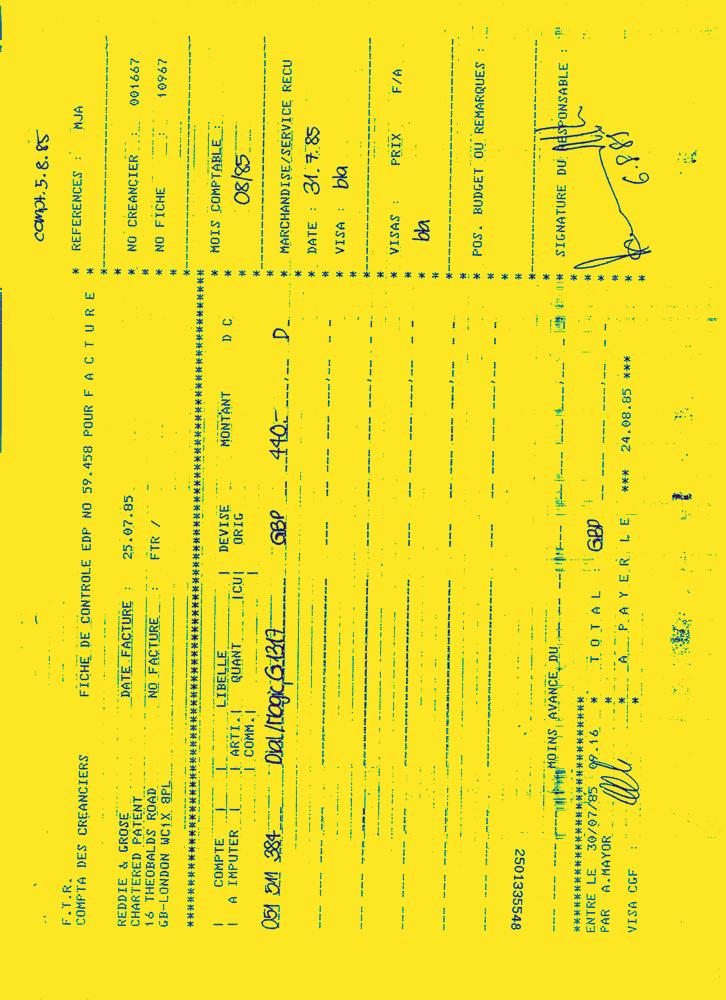 compt. 5.8.85
F.T.R.
COMPTA DES CREANCIERS FICHE DE CONTROLE EDP NO 59.458 POUR F A C T U R E * REFERENCES : MJA
REDDIE & GROSE
CHARTERED PATENT DATE FACTURE : 25.07.85 * NO CREANCIER : 001667
16 THEOBALDS ROAD
GB-LONDON WC1X 8PL NO FACTURE : FTR / * NO FICHE : 10967
| COMPTE | | LIBELLE | DEVISE MONTANT D C * MOIS COMPTABLE :
| A IMPUTER | | ARTI.| QUANT |CU| ORIG * 08/85
| COMM.|
051 511 384 Dial/Magic G1317 GBP 440.- D * MARCHANDISE/SERVICE RECU
* DATE : 31.7.85
* VISA : bla
* VISAS : PRIX F/A
* bla
* POS. BUDGET OU REMARQUES :
2501335548
MOINS AVANCE DU * SIGNATURE DU RESPONSABLE :
ENTRE LE 30/07/85 09.16 * T O T A L : GBP
PAR A.MAYOR
VISA CGF : * A P A Y E R L E *** 24.08.85 ***
6.8.85